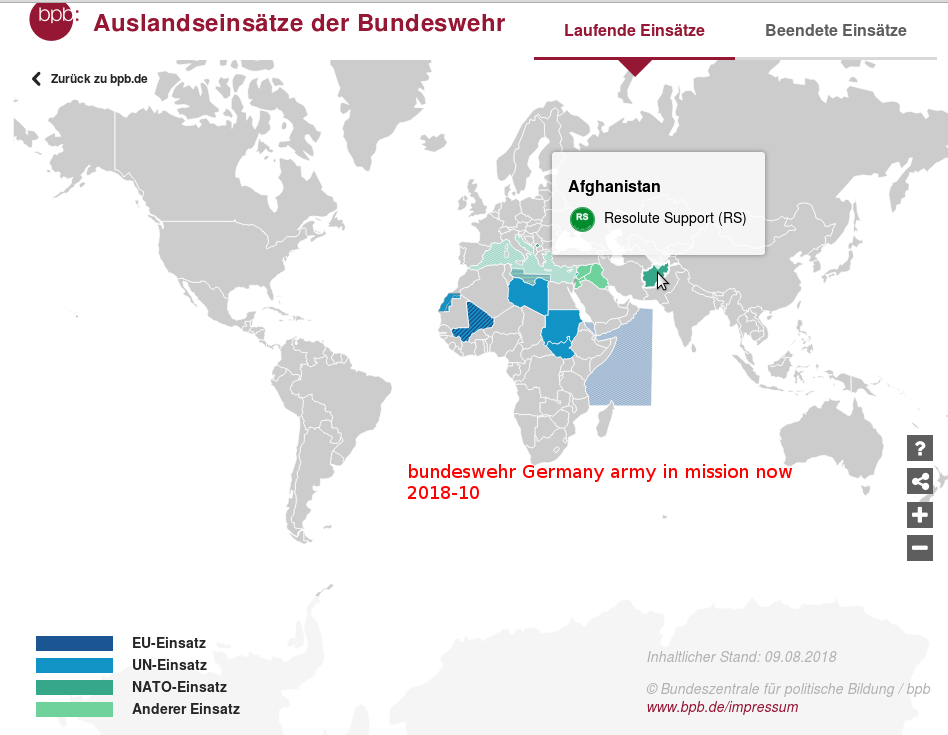 bpb:
Auslandseinsätze der Bundeswehr
Laufende Einsätze
Beendete Einsätze
Zurück zu bpb.de
Afghanistan
RS Resolute Support (RS)
bundeswehr Germany army in mission now
2018-10
?
EU-Einsatz
UN-Einsatz
NATO-Einsatz
Anderer Einsatz
Inhaltlicher Stand: 09.08.2018
© Bundeszentrale für politische Bildung / bpb
www.bpb.de/impressum